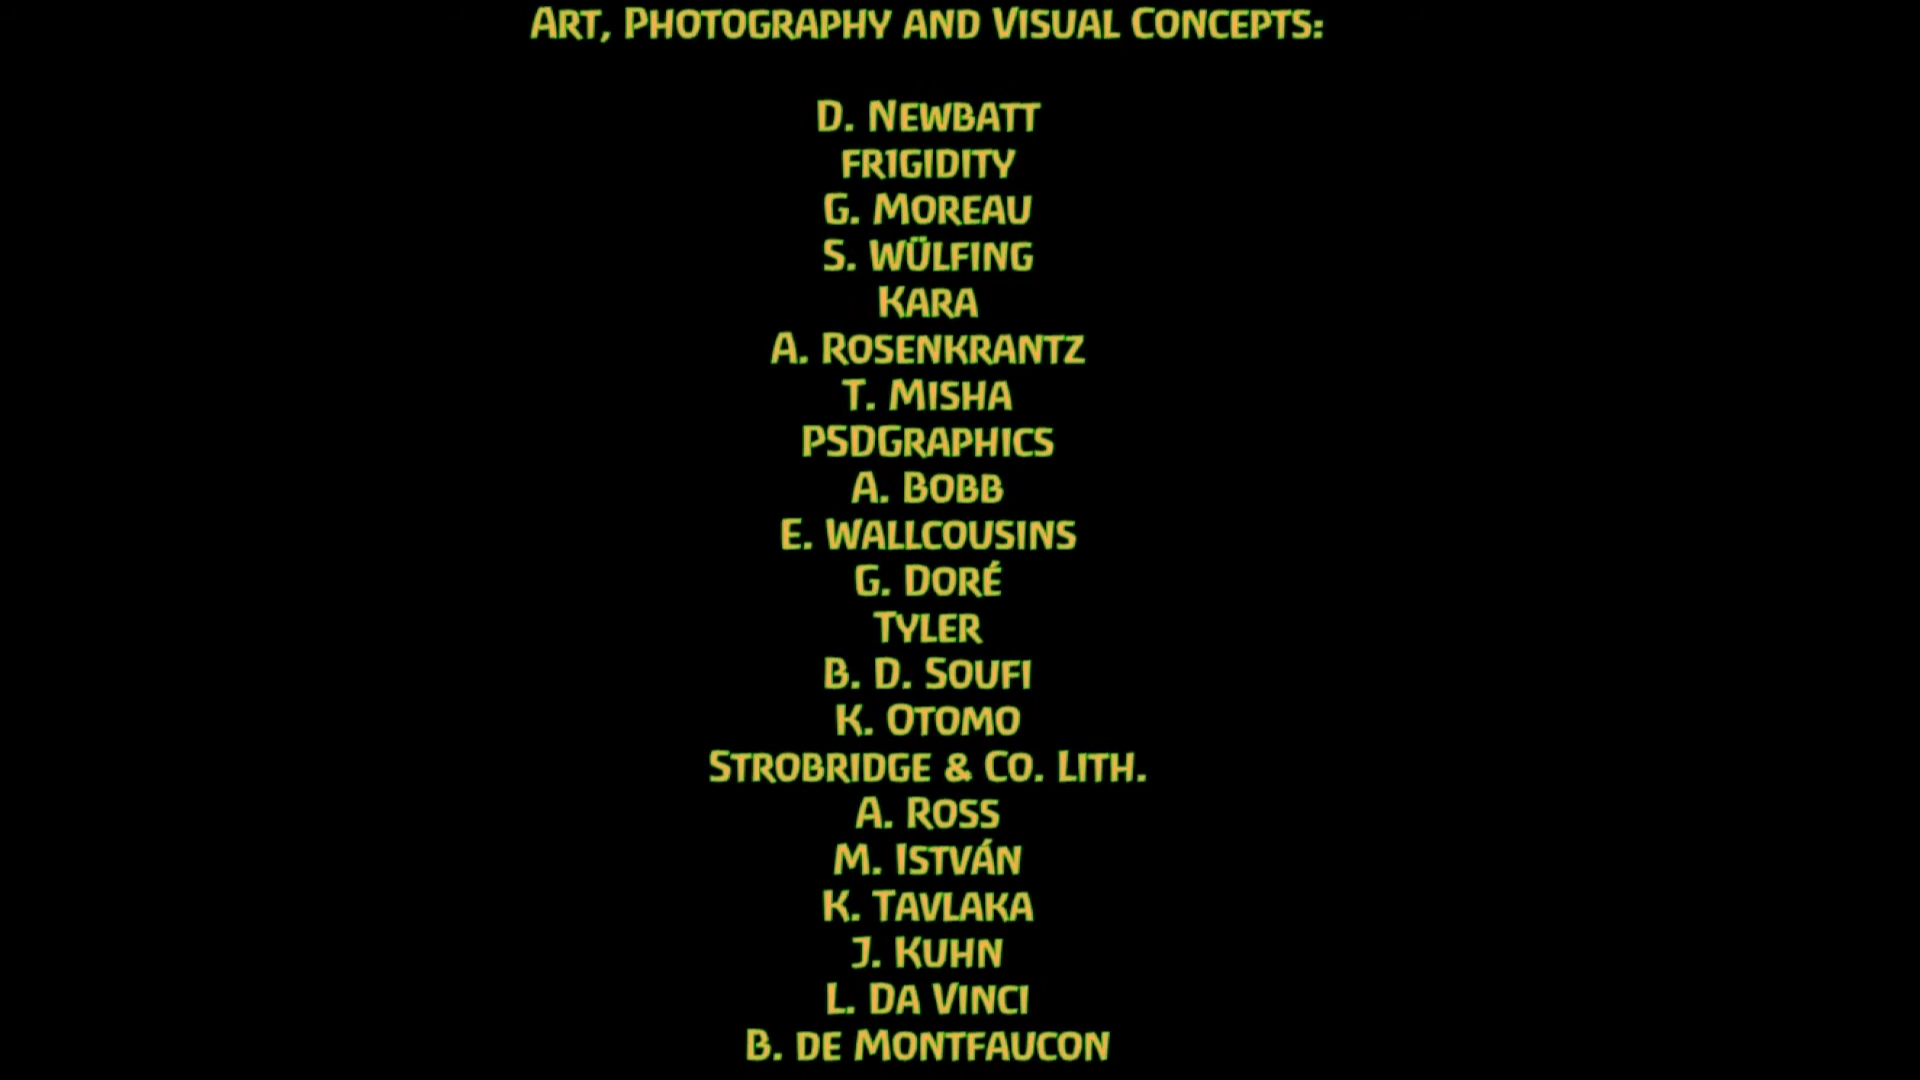 Art, Photography and Visual Concepts:
D. Newbatt
fr1gidity
G. Moreau
S. Wülfing
Kara
A. Rosenkrantz
T. Misha
PSDGraphics
A. Bobb
E. Wallcousins
G. Doré
Tyler
B. D. Soufi
K. Otomo
Strobridge & Co. Lith.
A. Ross
M. István
K. Tavlaka
J. Kuhn
L. Da Vinci
B. de Montfaucon